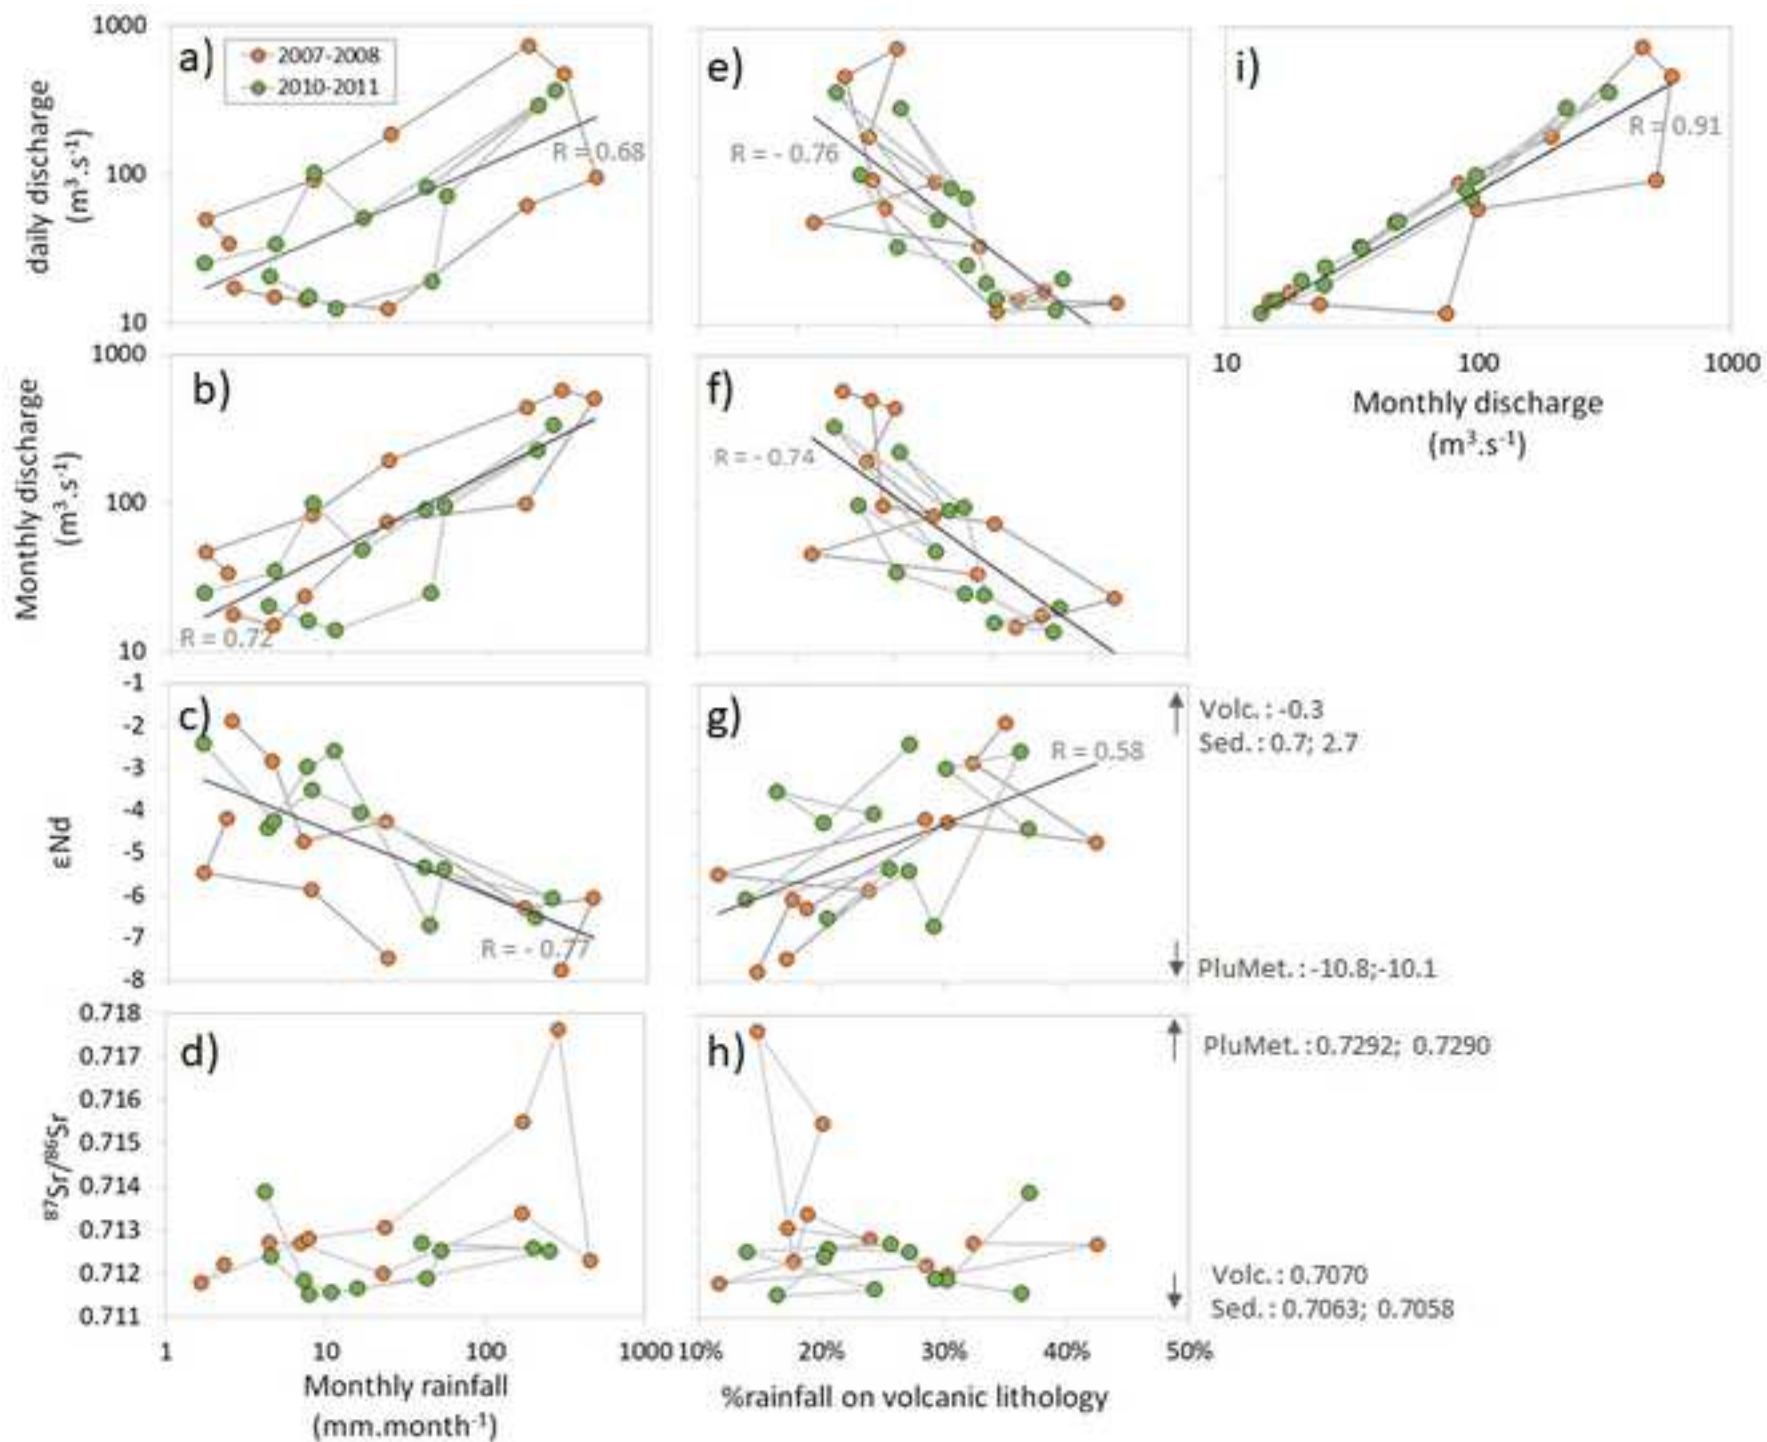 a)
2007-2008
2010-2011
R = 0.68
daily discharge
(m³.s⁻¹)
1000
100
10
e)
R = - 0.76
i)
R = 0.91
10
100
1000
Monthly discharge
(m³.s⁻¹)
b)
R = 0.72
Monthly discharge
(m³.s⁻¹)
1000
100
10
f)
R = - 0.74
c)
R = - 0.77
εNd
-1
-2
-3
-4
-5
-6
-7
-8
g)
R = 0.58
Volc. : -0.3
Sed. : 0.7; 2.7
PluMet. : -10.8;-10.1
d)
⁸⁷Sr/⁸⁶Sr
0.718
0.717
0.716
0.715
0.714
0.713
0.712
0.711
1
10
100
1000
Monthly rainfall
(mm.month⁻¹)
h)
PluMet. : 0.7292; 0.7290
Volc. : 0.7070
Sed. : 0.7063; 0.7058
10%
20%
30%
40%
50%
%rainfall on volcanic lithology